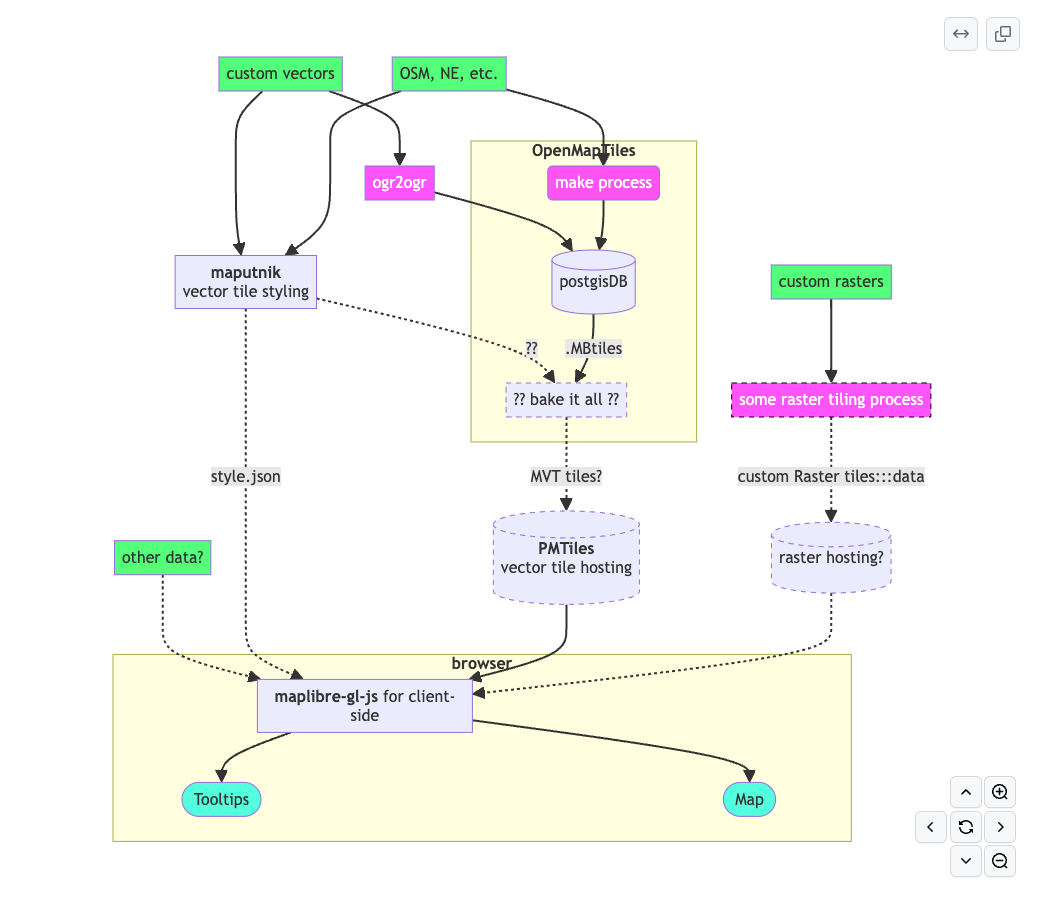 custom vectors
OSM, NE, etc.
OpenMapTiles
ogr2ogr
make process
maputnik
vector tile styling
postgisDB
custom rasters
??
.MBtiles
?? bake it all ??
some raster tiling process
style.json
MVT tiles?
custom Raster tiles:::data
other data?
PMTiles
vector tile hosting
raster hosting?
browser
maplibre-gl-js for client-
side
Tooltips
Map